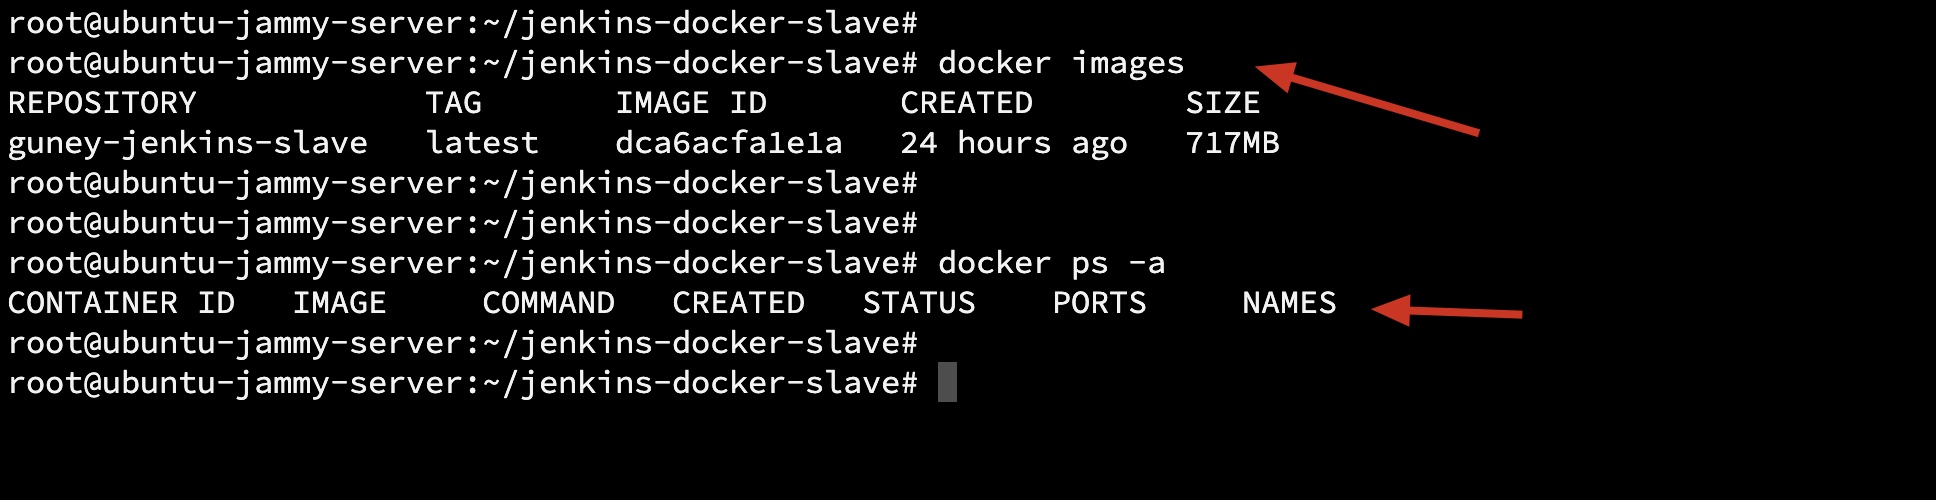 root@ubuntu-jammy-server:~/jenkins-docker-slave#
root@ubuntu-jammy-server:~/jenkins-docker-slave# docker images
REPOSITORY            TAG       IMAGE ID       CREATED        SIZE
guney-jenkins-slave   latest    dca6acfa1e1a   24 hours ago   717MB
root@ubuntu-jammy-server:~/jenkins-docker-slave#
root@ubuntu-jammy-server:~/jenkins-docker-slave#
root@ubuntu-jammy-server:~/jenkins-docker-slave# docker ps -a
CONTAINER ID   IMAGE     COMMAND   CREATED   STATUS    PORTS     NAMES
root@ubuntu-jammy-server:~/jenkins-docker-slave#
root@ubuntu-jammy-server:~/jenkins-docker-slave#